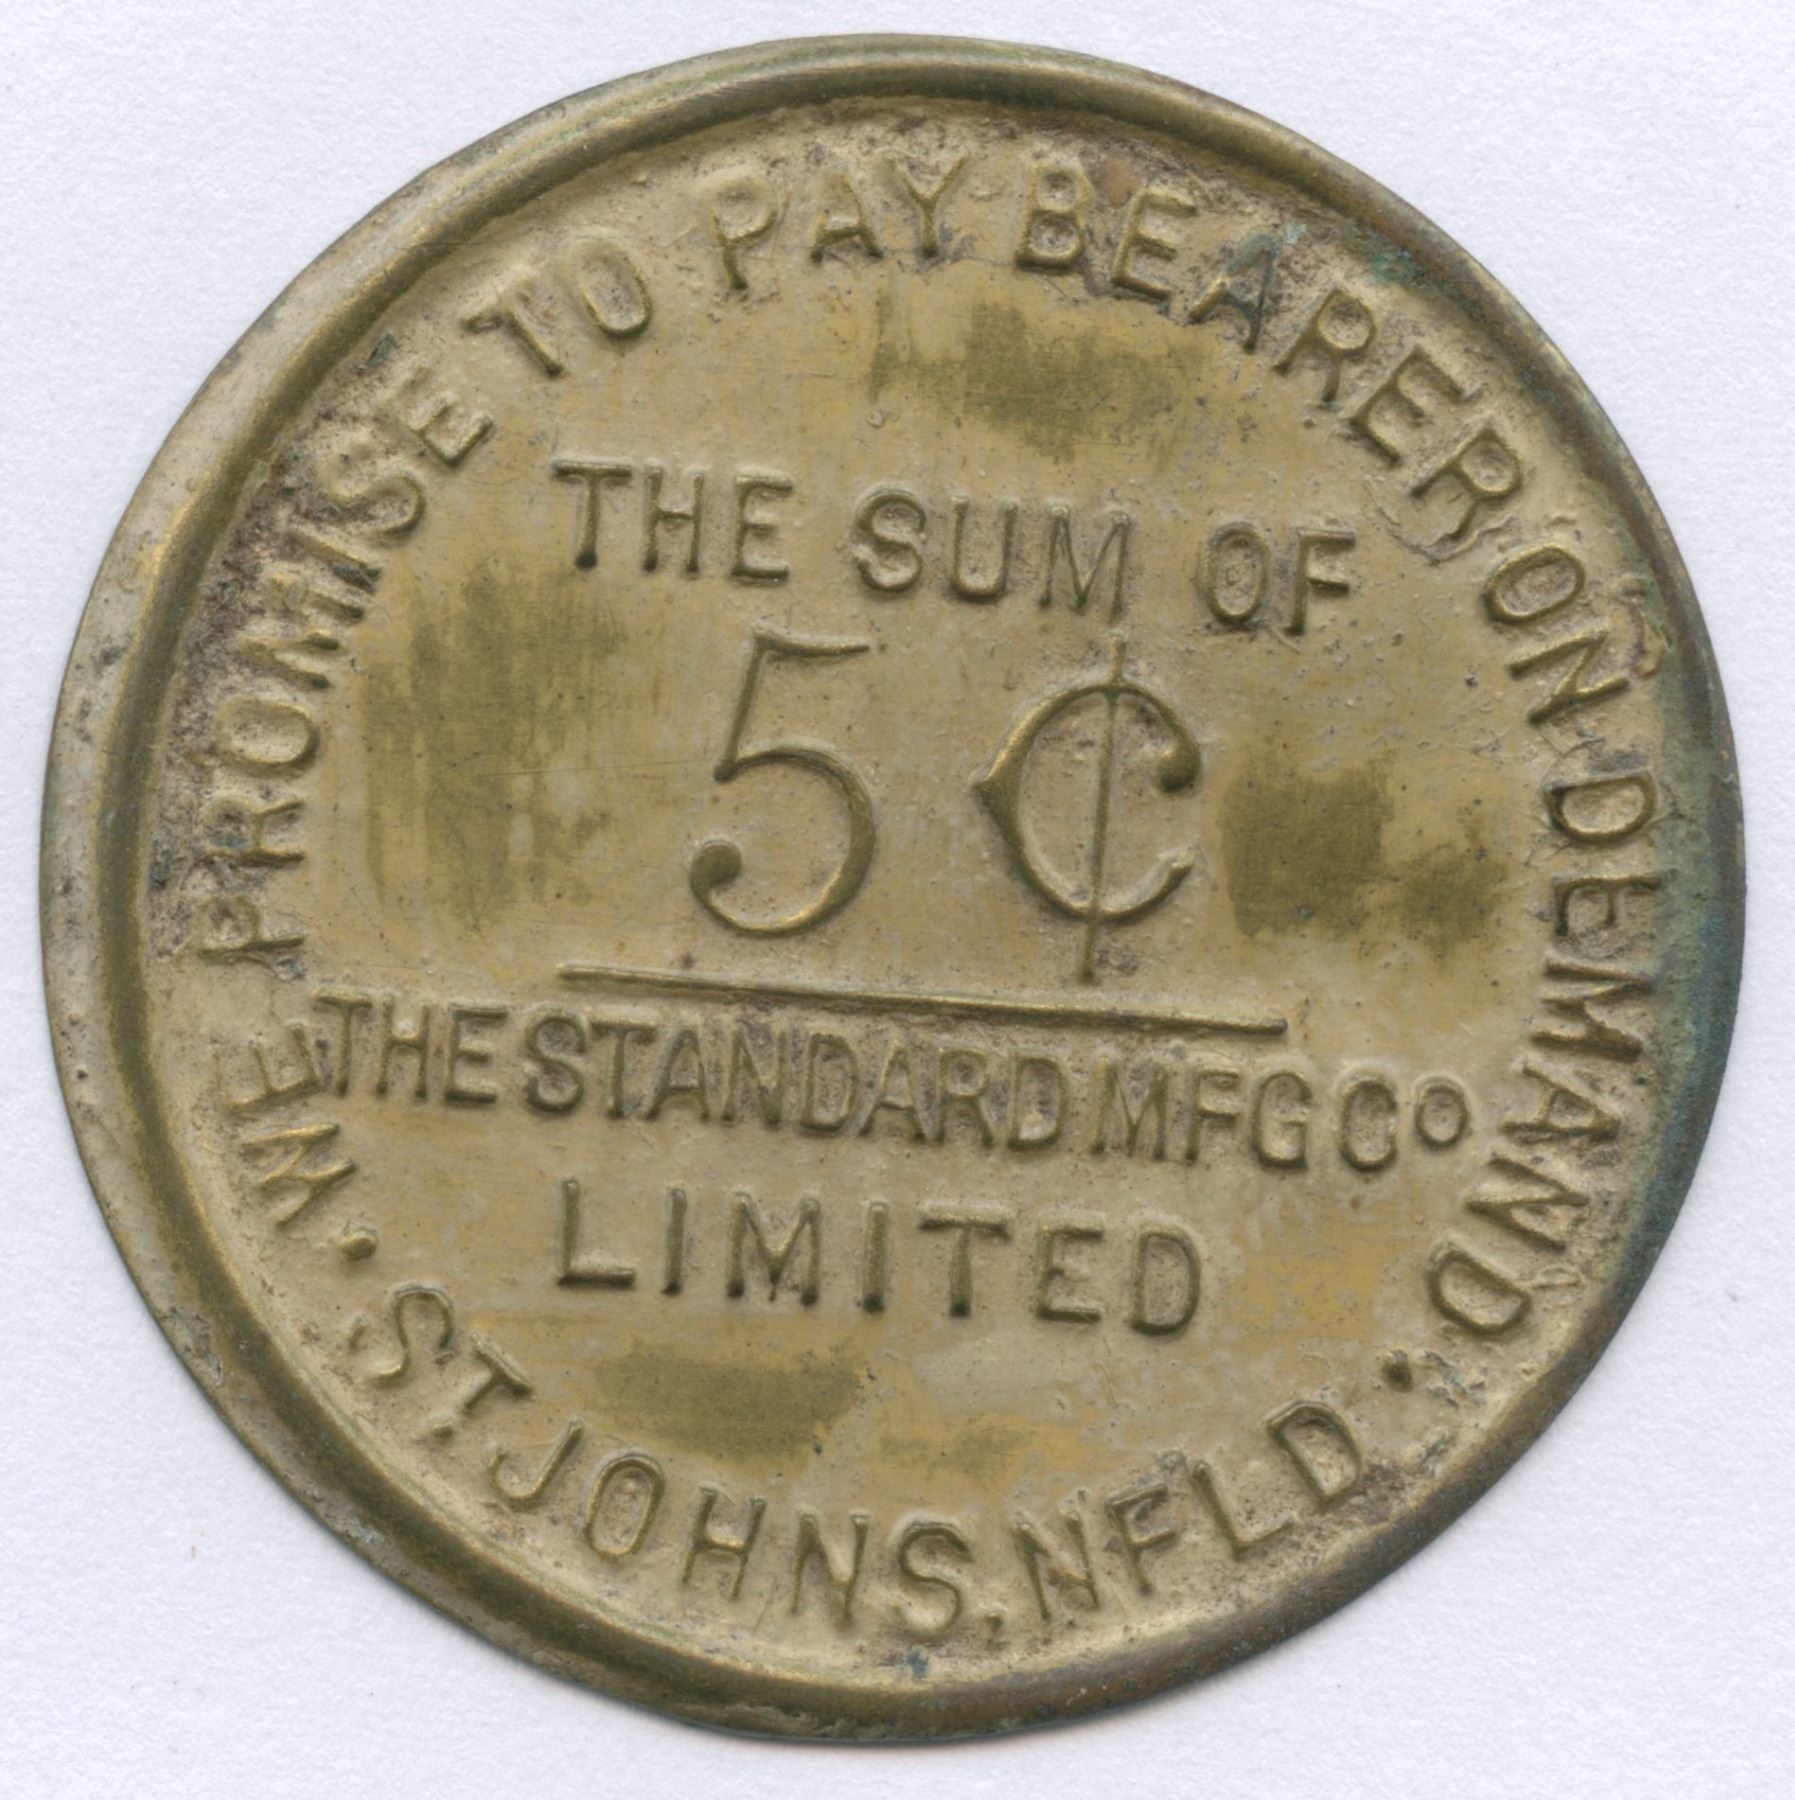 WE PROMISE TO PAY BEARER ON DEMAND.
THE SUM OF
5¢
THE STANDARD MFG Co
LIMITED
• ST. JOHNS. NFLD •